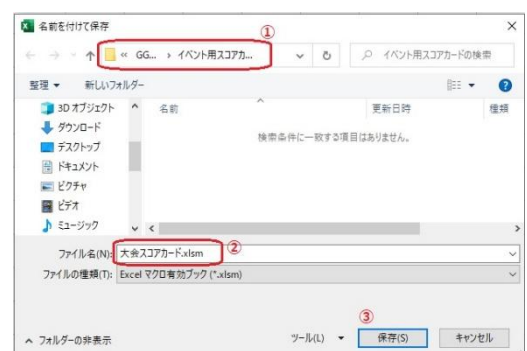 名前を付けて保存
①
« GG... › イベント用スコアカ...
イベント用スコアカードの検索
整理 新しいフォルダー
3D オブジェクト
ダウンロード
デスクトップ
ドキュメント
ピクチャ
ビデオ
ミュージック
名前 更新日時 種類
検索条件に一致する項目はありません。
ファイル名(N): 大会スコアカード.xlsm
②
ファイルの種類(T): Excel マクロ有効ブック (*.xlsm)
③
フォルダーの非表示 ツール(L) 保存(S) キャンセル